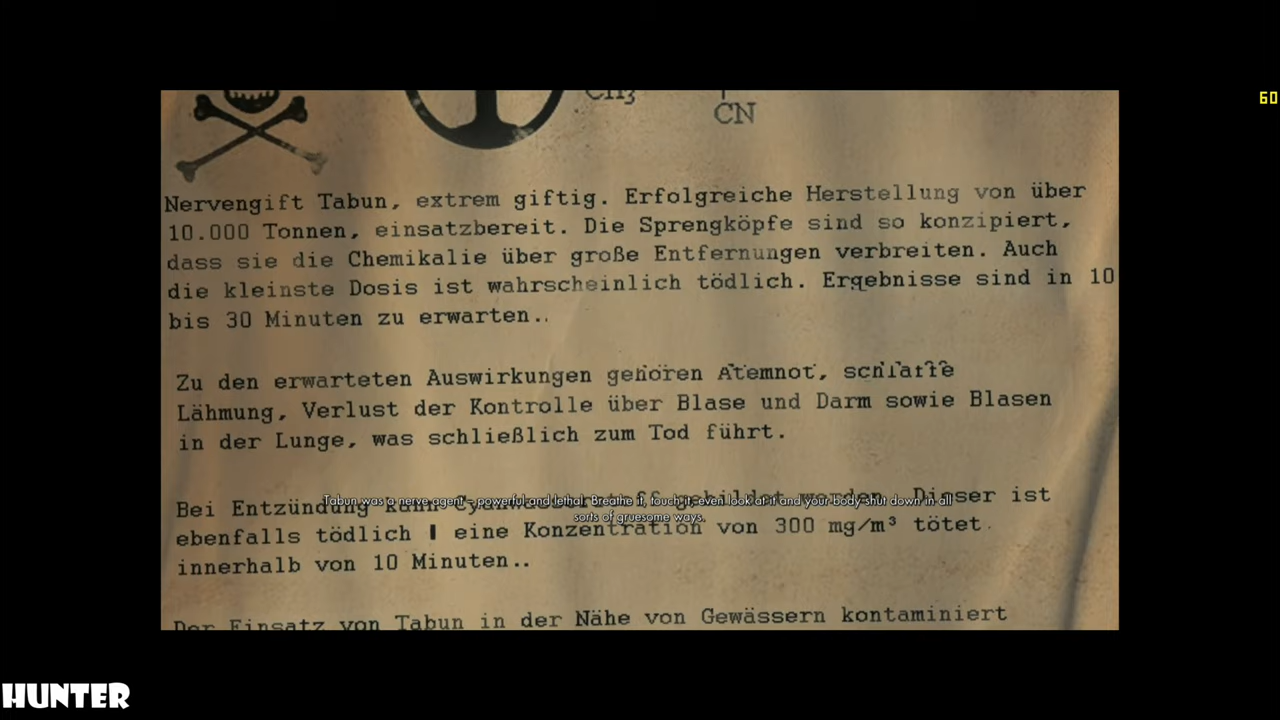 CH3
CN
60
Nervengift Tabun, extrem giftig. Erfolgreiche Herstellung von über
10.000 Tonnen, einsatzbereit. Die Sprengköpfe sind so konzipiert,
dass sie die Chemikalie über große Entfernungen verbreiten. Auch
die kleinste Dosis ist wahrscheinlich tödlich. Ergebnisse sind in 10
bis 30 Minuten zu erwarten..
Zu den erwarteten Auswirkungen gehören Atemnot, schlaffe
Lähmung, Verlust der Kontrolle über Blase und Darm sowie Blasen
in der Lunge, was schließlich zum Tod führt.
Bei Entzündung kann Cyanwasserstoff gebildet werden. Dieser ist
Tabun was a nerve agent - powerful and lethal. Breathe it, touch it, even look at it and your body shut down in all
sorts of gruesome ways.
ebenfalls tödlich eine Konzentration von 300 mg/m³ tötet
innerhalb von 10 Minuten..
Der Einsatz von Tabun in der Nähe von Gewässern kontaminiert
HUNTER